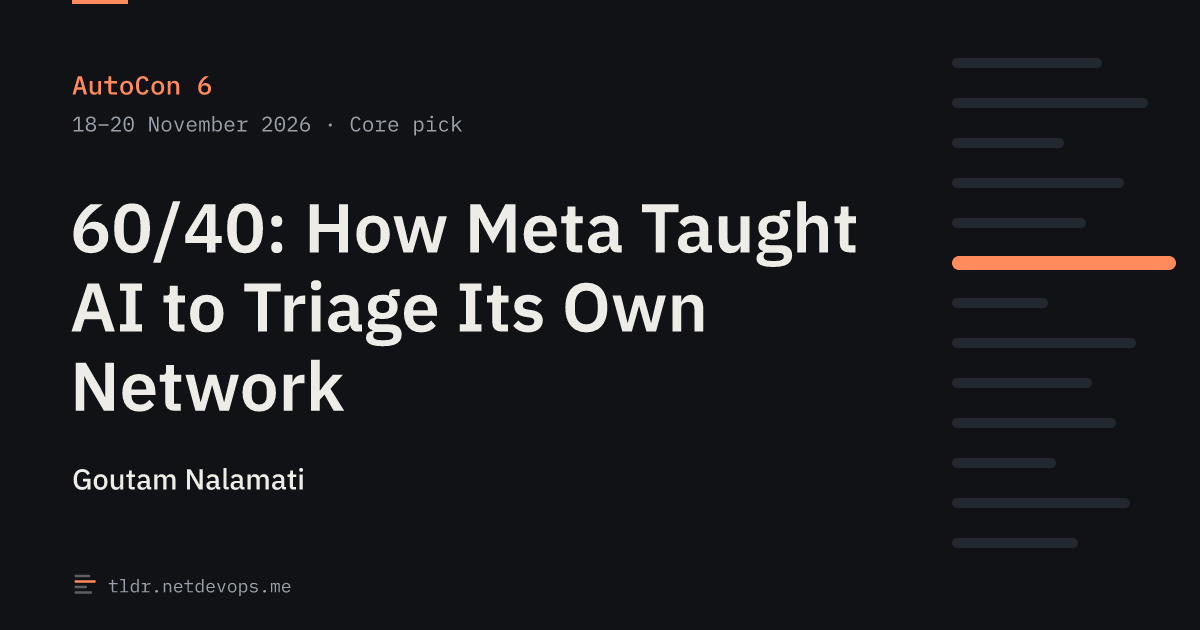 AutoCon 6
18–20 November 2026 · Core pick
60/40: How Meta Taught
AI to Triage Its Own
Network
Goutam Nalamati
tldr.netdevops.me